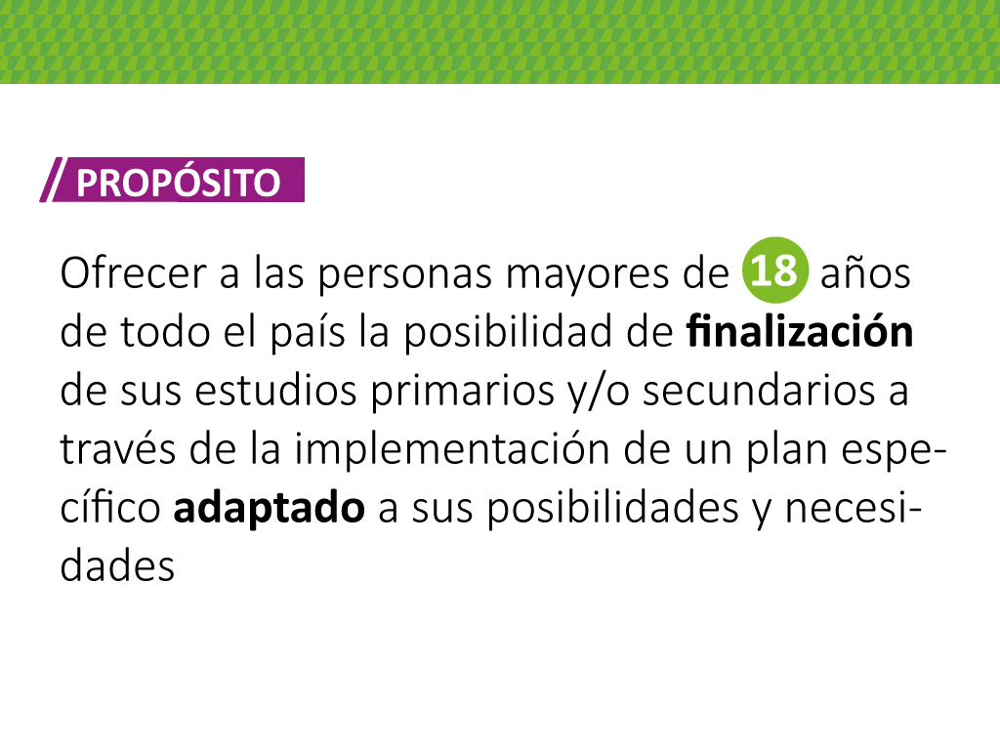 PROPÓSITO
Ofrecer a las personas mayores de 18 años
de todo el país la posibilidad de finalización
de sus estudios primarios y/o secundarios a
través de la implementación de un plan espe-
cífico adaptado a sus posibilidades y necesi-
dades